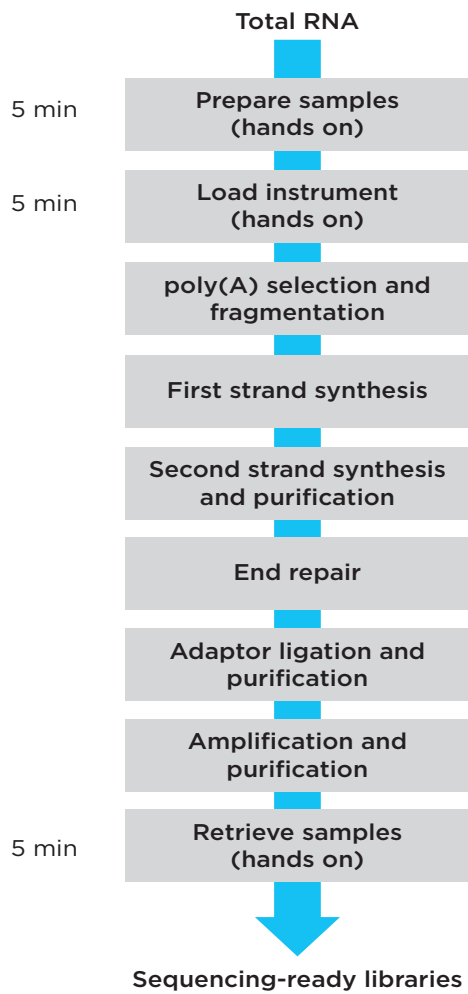 Total RNA
5 min
Prepare samples
(hands on)
5 min
Load instrument
(hands on)
poly(A) selection and
fragmentation
First strand synthesis
Second strand synthesis
and purification
End repair
Adaptor ligation and
purification
Amplification and
purification
5 min
Retrieve samples
(hands on)
Sequencing-ready libraries